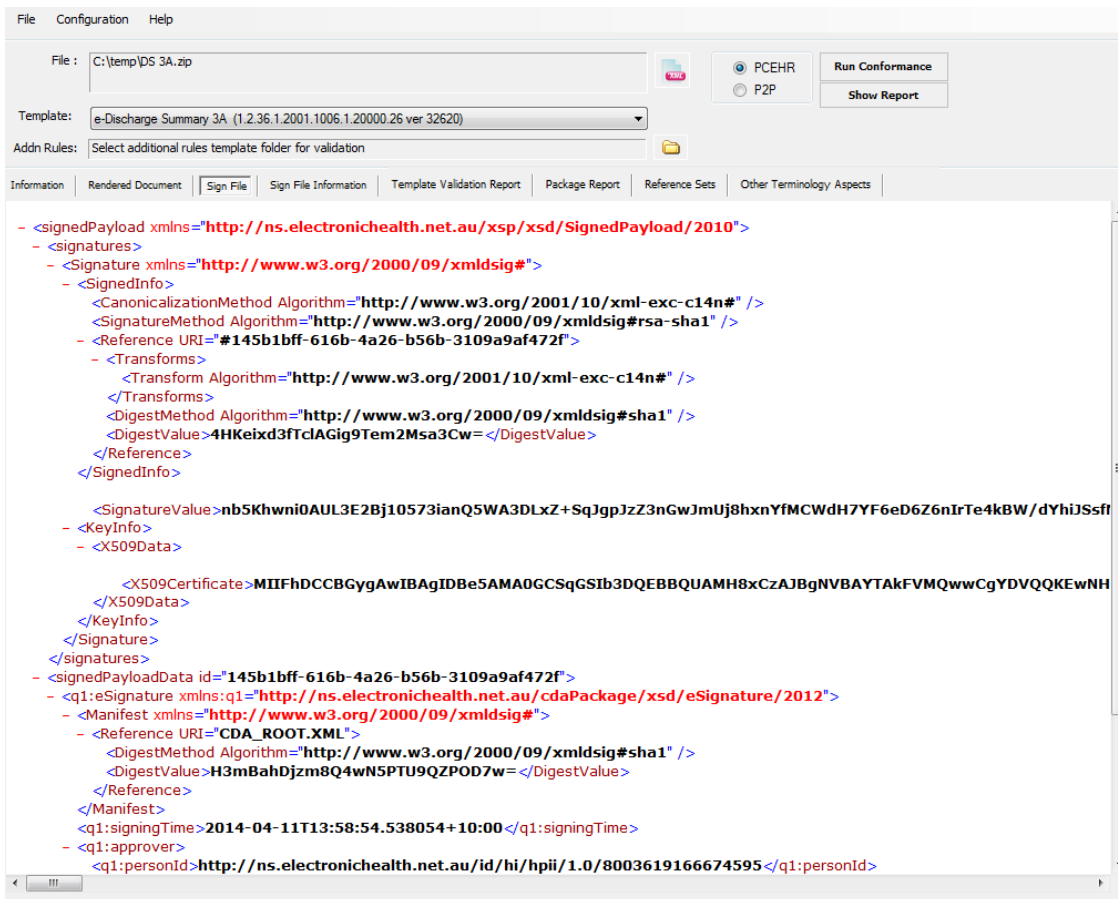 File Configuration Help
File : C:\temp\DS 3A.zip
XML
PCEHR
P2P
Run Conformance
Show Report
Template: e-Discharge Summary 3A (1.2.36.1.2001.1006.1.20000.26 ver 32620)
Addn Rules: Select additional rules template folder for validation
Information Rendered Document Sign File Sign File Information Template Validation Report Package Report Reference Sets Other Terminology Aspects
- <signedPayload xmlns="http://ns.electronichealth.net.au/xsp/xsd/SignedPayload/2010">
- <signatures>
- <Signature xmlns="http://www.w3.org/2000/09/xmldsig#">
- <SignedInfo>
<CanonicalizationMethod Algorithm="http://www.w3.org/2001/10/xml-exc-c14n#" />
<SignatureMethod Algorithm="http://www.w3.org/2000/09/xmldsig#rsa-sha1" />
- <Reference URI="#145b1bff-616b-4a26-b56b-3109a9af472f">
- <Transforms>
<Transform Algorithm="http://www.w3.org/2001/10/xml-exc-c14n#" />
</Transforms>
<DigestMethod Algorithm="http://www.w3.org/2000/09/xmldsig#sha1" />
<DigestValue>4HKeixd3fTclAGig9Tem2Msa3Cw=</DigestValue>
</Reference>
</SignedInfo>
<SignatureValue>nb5Khwni0AUL3E2Bj10573ianQ5WA3DLxZ+SqJgpJzZ3nGwJmUj8hxnYfMCWdH7YF6eD6Z6nIrTe4kBW/dYhiJSsf
- <KeyInfo>
- <X509Data>
<X509Certificate>MIIFhDCCBGygAwIBAgIDBe5AMA0GCSqGSIb3DQEBBQUAMH8xCzAJBgNVBAYTAkFVMQwwCgYDVQQKEwNH
</X509Data>
</KeyInfo>
</Signature>
</signatures>
- <signedPayloadData id="145b1bff-616b-4a26-b56b-3109a9af472f">
- <q1:eSignature xmlns:q1="http://ns.electronichealth.net.au/cdaPackage/xsd/eSignature/2012">
- <Manifest xmlns="http://www.w3.org/2000/09/xmldsig#">
- <Reference URI="CDA_ROOT.XML">
<DigestMethod Algorithm="http://www.w3.org/2000/09/xmldsig#sha1" />
<DigestValue>H3mBahDjzm8Q4wN5PTU9QZPOD7w=</DigestValue>
</Reference>
</Manifest>
<q1:signingTime>2014-04-11T13:58:54.538054+10:00</q1:signingTime>
- <q1:approver>
<q1:personId>http://ns.electronichealth.net.au/id/hi/hpii/1.0/8003619166674595</q1:personId>